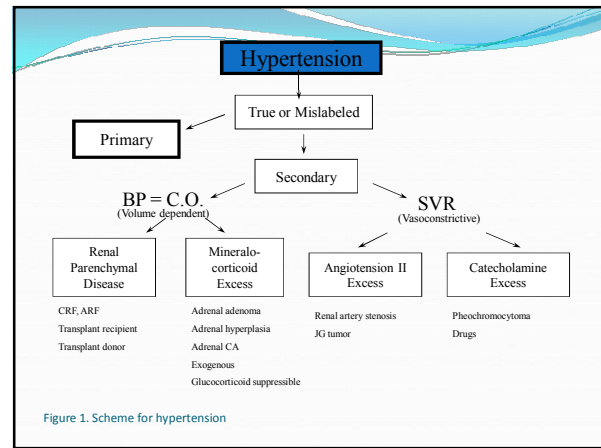 Hypertension
True or Mislabeled
Primary
Secondary
BP = C.O.
(Volume dependent)
SVR
(Vasoconstrictive)
Renal
Parenchymal
Disease
Mineralo-
corticoid
Excess
Angiotension II
Excess
Catecholamine
Excess
CRF, ARF
Transplant recipient
Transplant donor
Adrenal adenoma
Adrenal hyperplasia
Adrenal CA
Exogenous
Glucocorticoid suppressible
Renal artery stenosis
JG tumor
Pheochromocytoma
Drugs
Figure 1. Scheme for hypertension